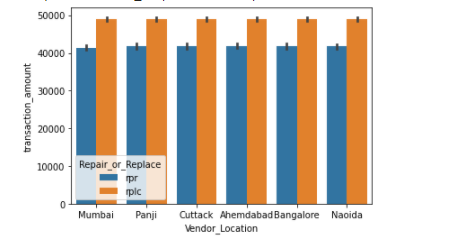 50000
40000
30000
20000
10000
0
transaction_amount
Repair_or_Replace
rpr
rplc
Mumbai Panji Cuttack Ahemdabad Bangalore Naoida
Vendor_Location